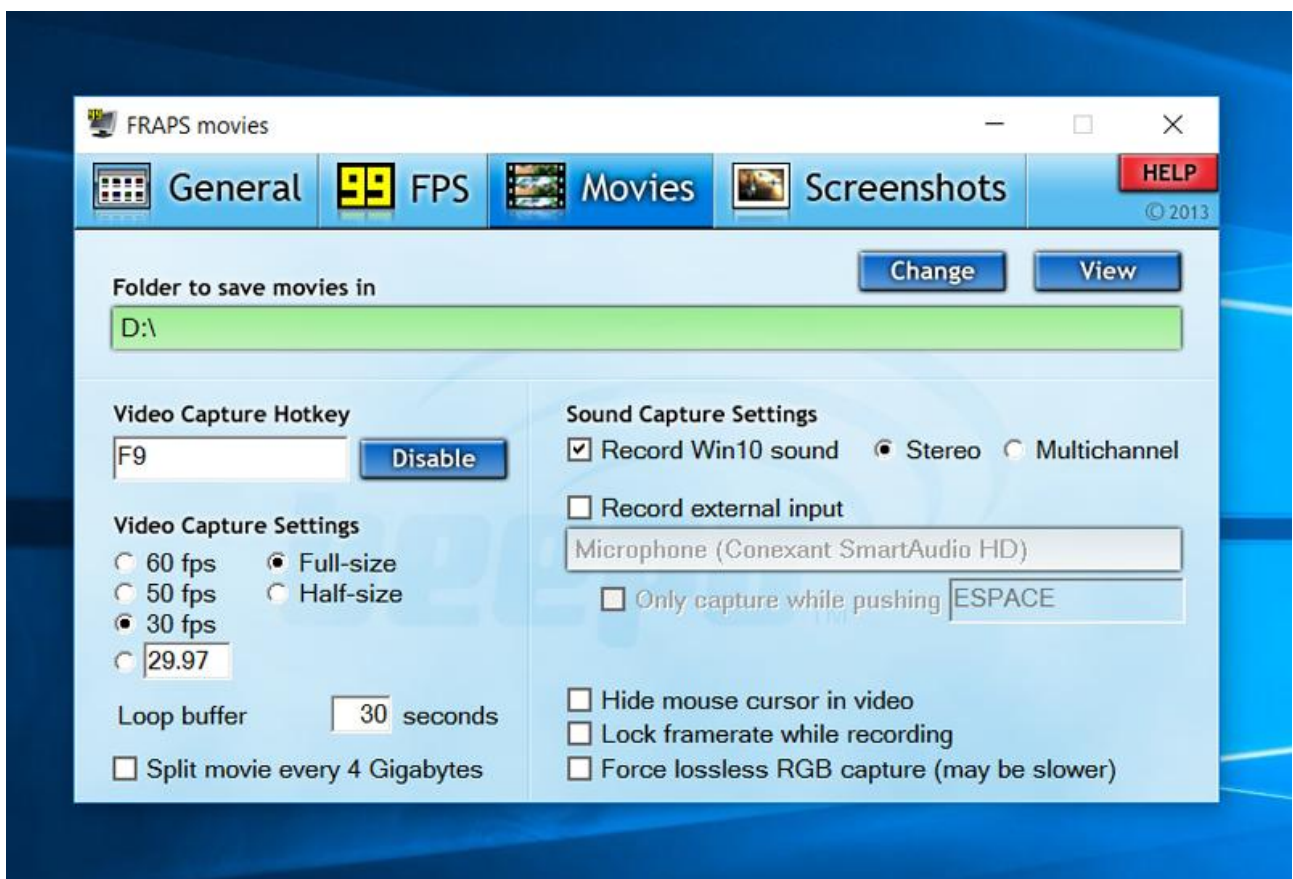 FRAPS movies
General
99 FPS
Movies
Screenshots
HELP
© 2013
Folder to save movies in
Change
View
D:\
Video Capture Hotkey
F9
Disable
Video Capture Settings
60 fps
Full-size
50 fps
Half-size
30 fps
29.97
Loop buffer 30 seconds
Split movie every 4 Gigabytes
Sound Capture Settings
Record Win10 sound
Stereo
Multichannel
Record external input
Microphone (Conexant SmartAudio HD)
Only capture while pushing ESPACE
Hide mouse cursor in video
Lock framerate while recording
Force lossless RGB capture (may be slower)
beepa